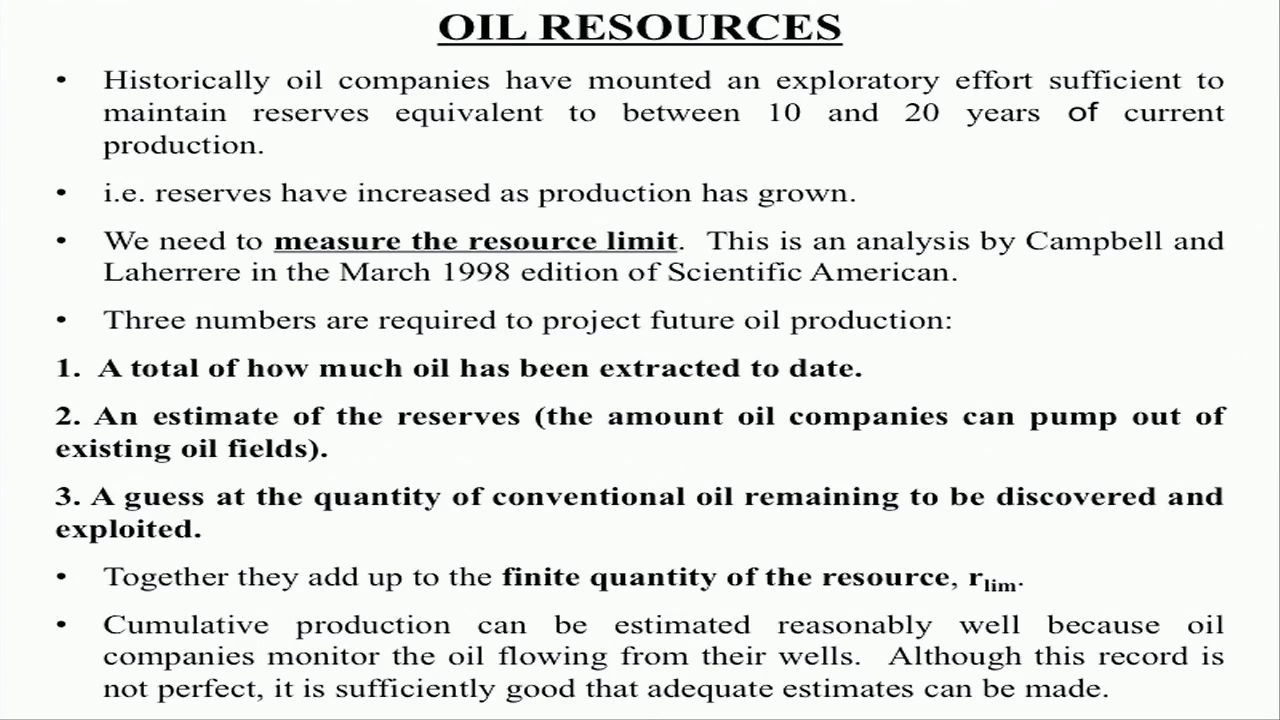 OIL RESOURCES
• Historically oil companies have mounted an exploratory effort sufficient to
maintain reserves equivalent to between 10 and 20 years of current
production.
• i.e. reserves have increased as production has grown.
• We need to measure the resource limit. This is an analysis by Campbell and
Laherrere in the March 1998 edition of Scientific American.
• Three numbers are required to project future oil production:
1. A total of how much oil has been extracted to date.
2. An estimate of the reserves (the amount oil companies can pump out of
existing oil fields).
3. A guess at the quantity of conventional oil remaining to be discovered and
exploited.
• Together they add up to the finite quantity of the resource, rlim.
• Cumulative production can be estimated reasonably well because oil
companies monitor the oil flowing from their wells. Although this record is
not perfect, it is sufficiently good that adequate estimates can be made.